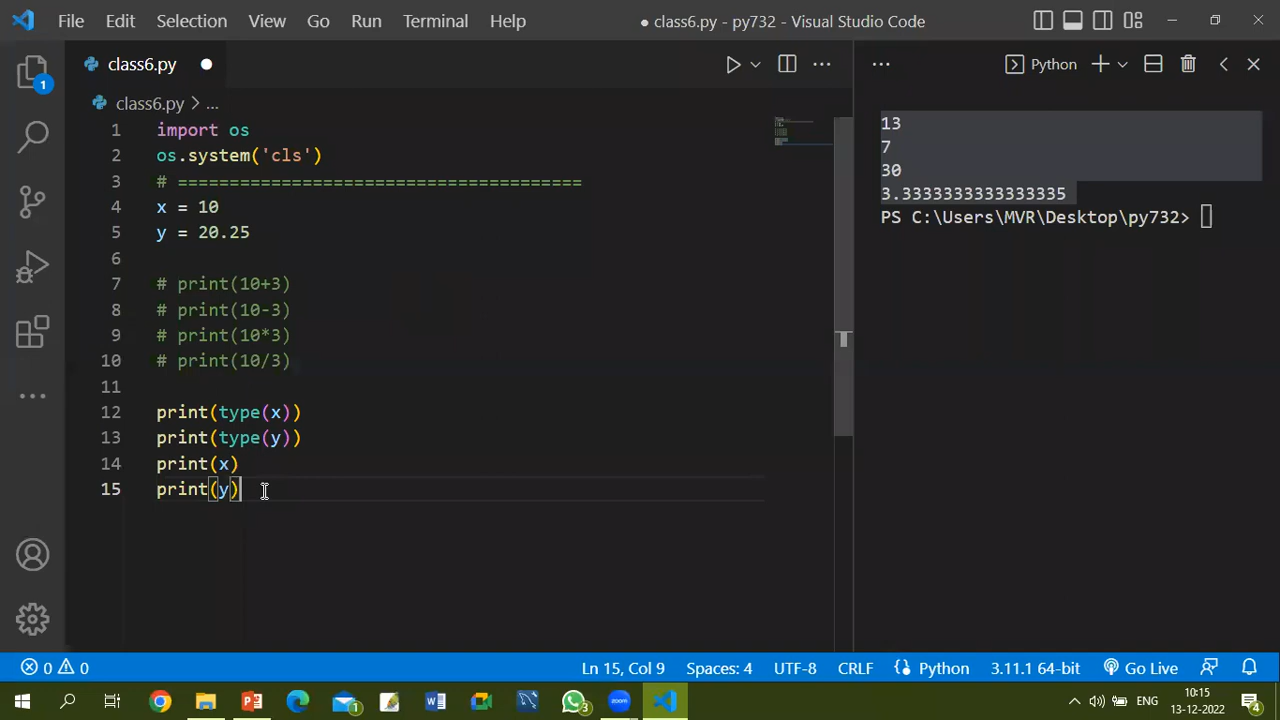 File Edit Selection View Go Run Terminal Help ● class6.py - py732 - Visual Studio Code
class6.py ●
class6.py > ...
1 import os
2 os.system('cls')
3 # =======================================
4 x = 10
5 y = 20.25
6
7 # print(10+3)
8 # print(10-3)
9 # print(10*3)
10 # print(10/3)
11
12 print(type(x))
13 print(type(y))
14 print(x)
15 print(y)
Python
13
7
30
3.3333333333333335
PS C:\Users\MVR\Desktop\py732>
1
0 0 Ln 15, Col 9 Spaces: 4 UTF-8 CRLF Python 3.11.1 64-bit Go Live
1 W 3 zoom ENG 10:15 4
13-12-2022